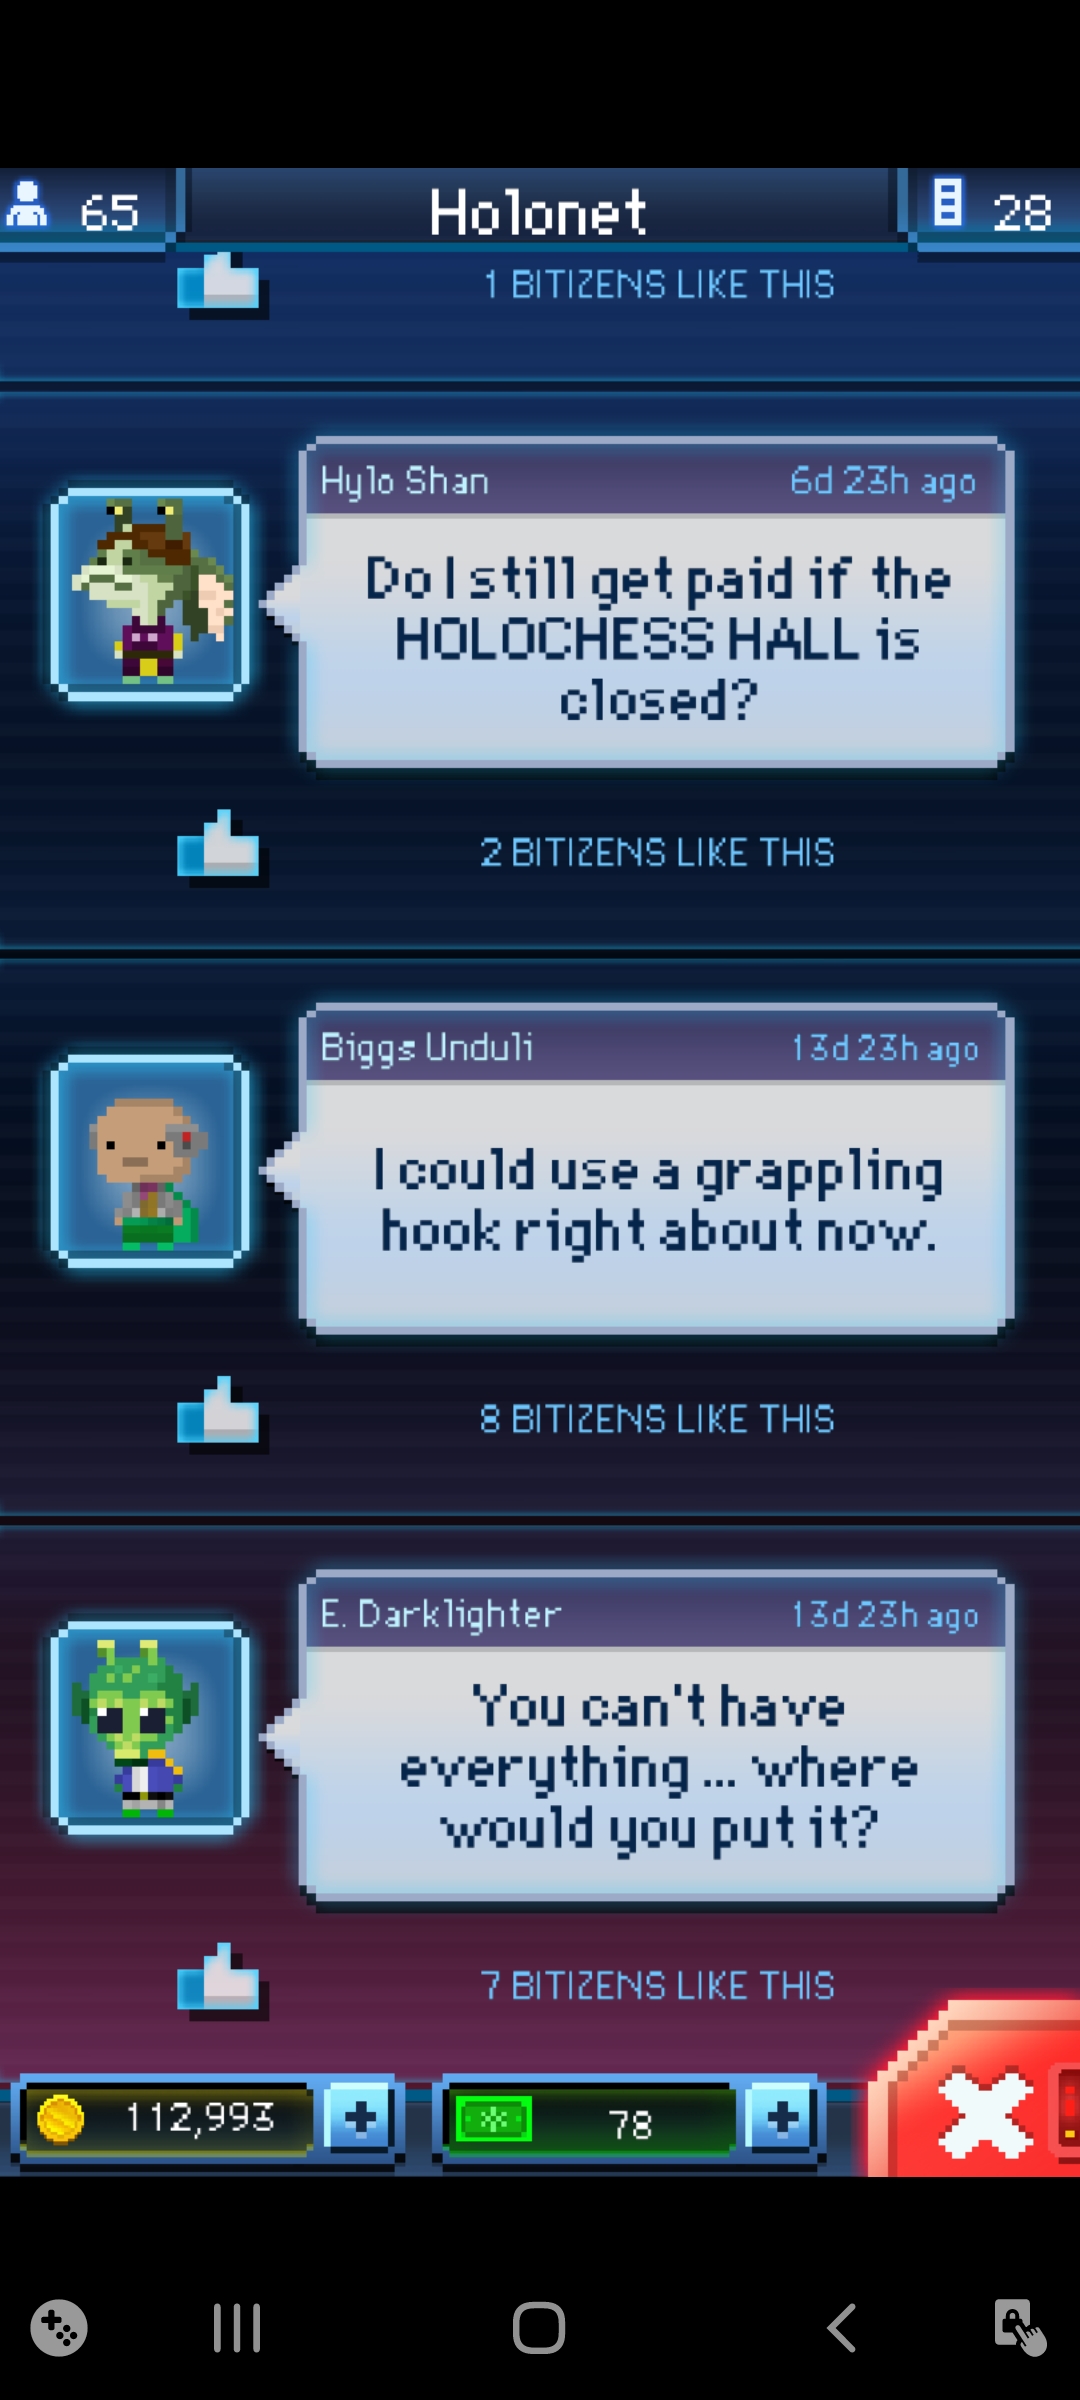 65
Holonet
28
1 BITIZENS LIKE THIS
Hylo Shan
6d 23h ago
Do I still get paid if the
HOLOCHESS HALL is
closed?
2 BITIZENS LIKE THIS
Biggs Unduli
13d 23h ago
I could use a grappling
hook right about now.
8 BITIZENS LIKE THIS
E. Darklighter
13d 23h ago
You can't have
everything ... where
would you put it?
7 BITIZENS LIKE THIS
112,993
78